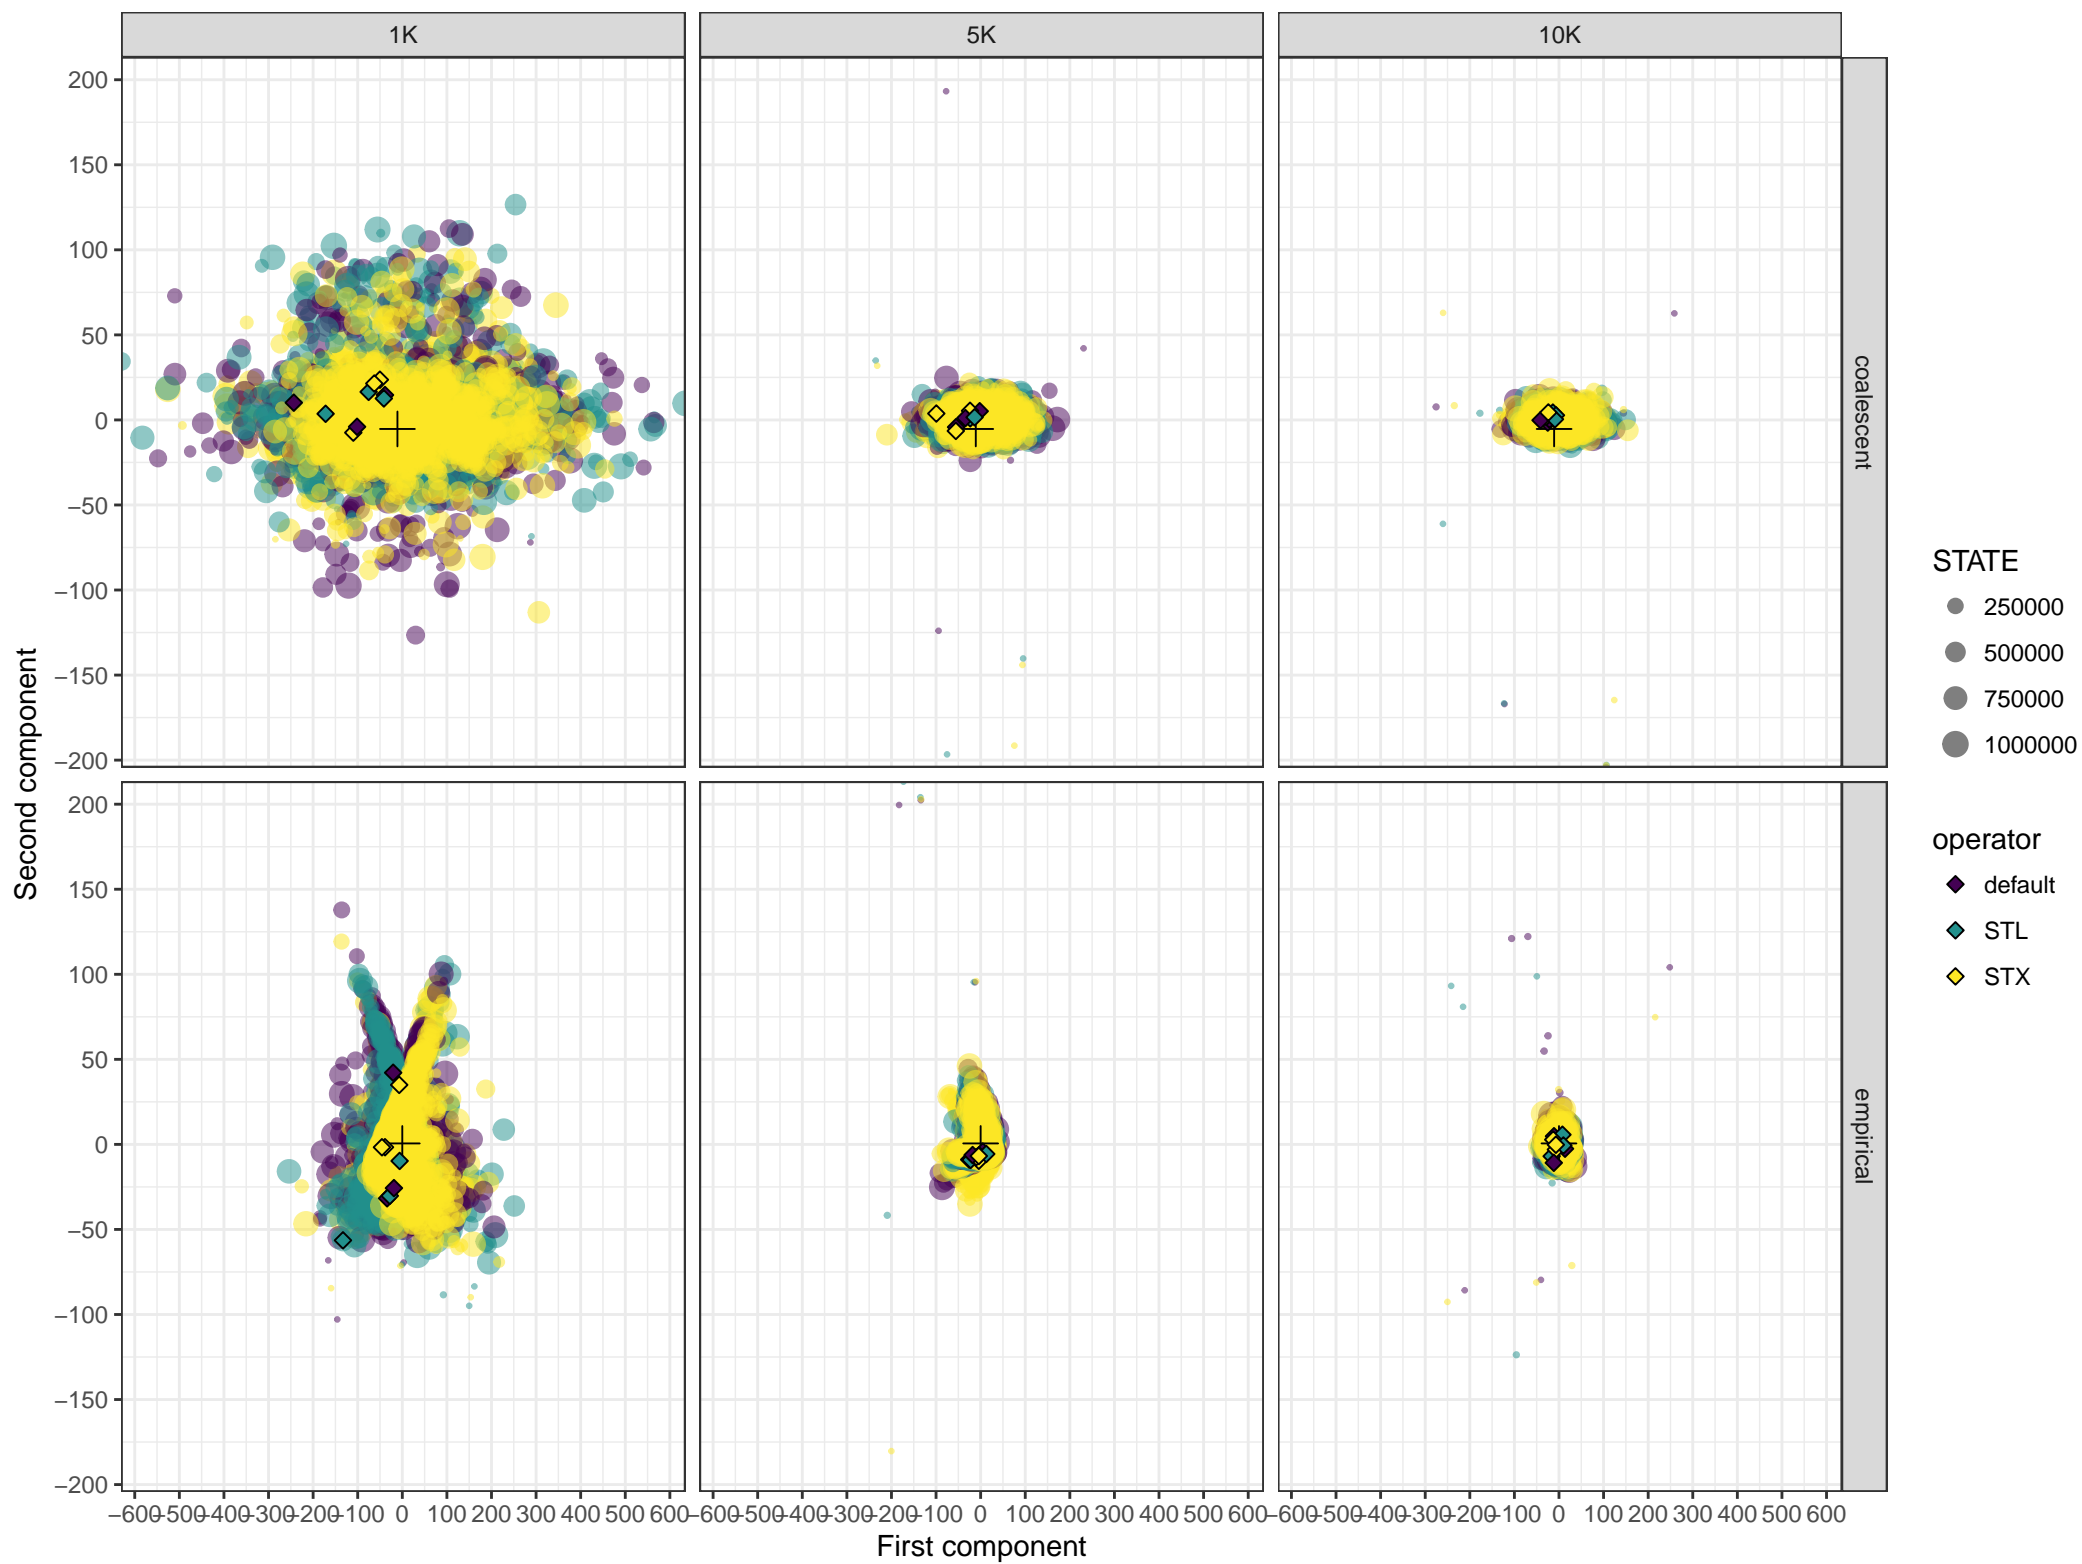 1K 5K 10K
200
150
100
50
0
−50
−100
−150
−200
coalescent
200
150
100
50
0
−50
−100
−150
−200
empirical
Second component
−600 −500 −400 −300 −200 −100 0 100 200 300 400 500 600
−600 −500 −400 −300 −200 −100 0 100 200 300 400 500 600
−600 −500 −400 −300 −200 −100 0 100 200 300 400 500 600
First component
STATE
250000
500000
750000
1000000
operator
default
STL
STX